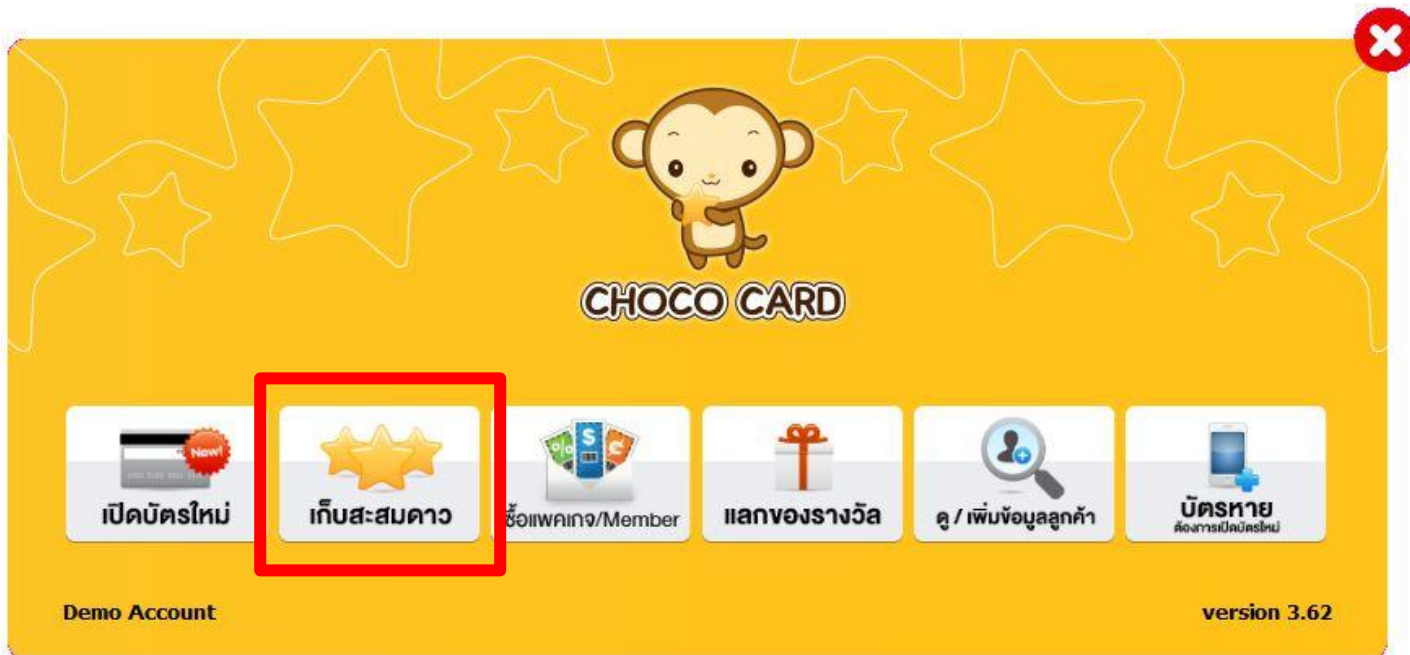 CHOCO CARD
New!
เปิดบัตรใหม่
เก็บสะสมดาว
% $ €
ซื้อแพคเกจ/Member
แลกของรางวัล
ดู / เพิ่มข้อมูลลูกค้า
บัตรหาย
ต้องการเปิดบัตรใหม่
Demo Account
version 3.62